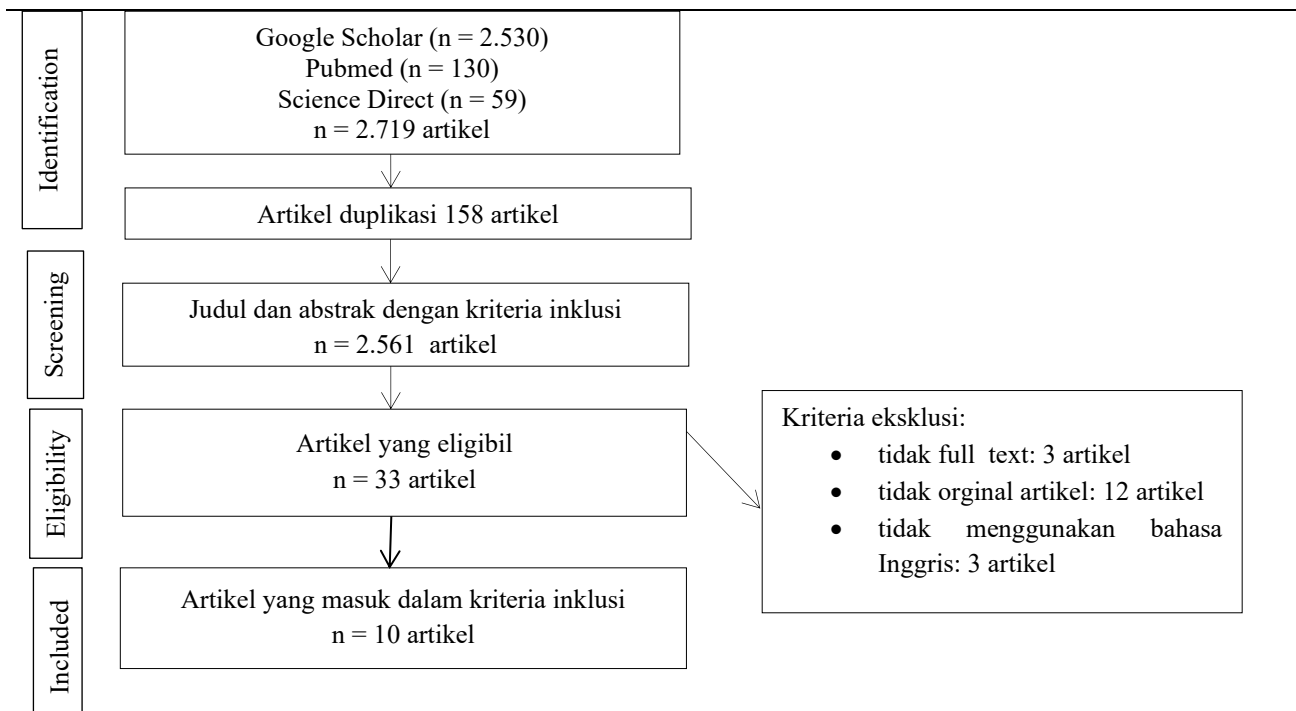 Identification
Google Scholar (n = 2.530)
Pubmed (n = 130)
Science Direct (n = 59)
n = 2.719 artikel
Artikel duplikasi 158 artikel
Screening
Judul dan abstrak dengan kriteria inklusi
n = 2.561 artikel
Eligibility
Artikel yang eligibil
n = 33 artikel
Kriteria eksklusi:
• tidak full text: 3 artikel
• tidak orginal artikel: 12 artikel
• tidak menggunakan bahasa
Inggris: 3 artikel
Included
Artikel yang masuk dalam kriteria inklusi
n = 10 artikel